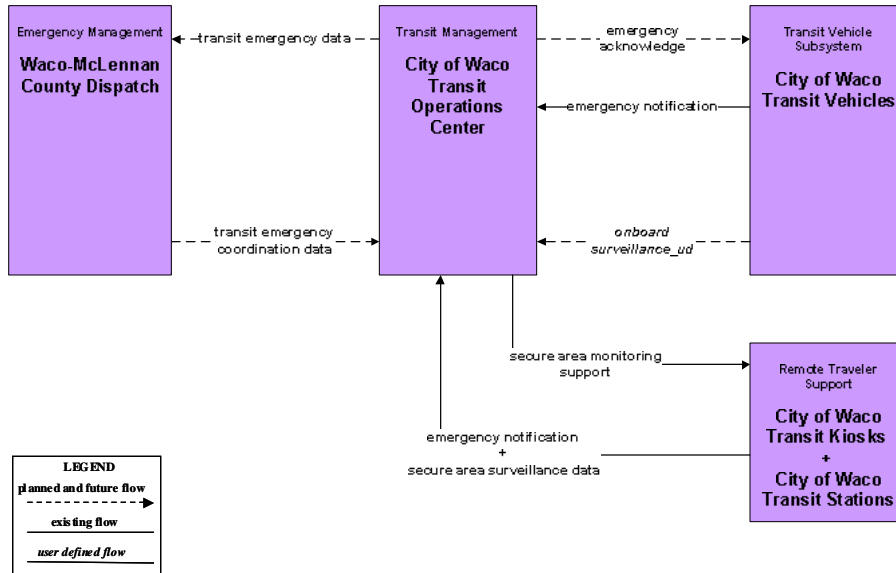 Emergency Management
Waco-McLennan
County Dispatch
transit emergency data
transit emergency
coordination data
Transit Management
City of Waco
Transit
Operations
Center
emergency
acknowledge
emergency notification
onboard
surveillance_ud
Transit Vehicle
Subsystem
City of Waco
Transit Vehicles
secure area monitoring
support
emergency notification
+
secure area surveillance data
Remote Traveler
Support
City of Waco
Transit Kiosks
+
City of Waco
Transit Stations
LEGEND
planned and future flow
existing flow
user defined flow